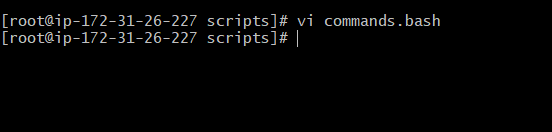 [root@ip-172-31-26-227 scripts]# vi commands.bash
[root@ip-172-31-26-227 scripts]#